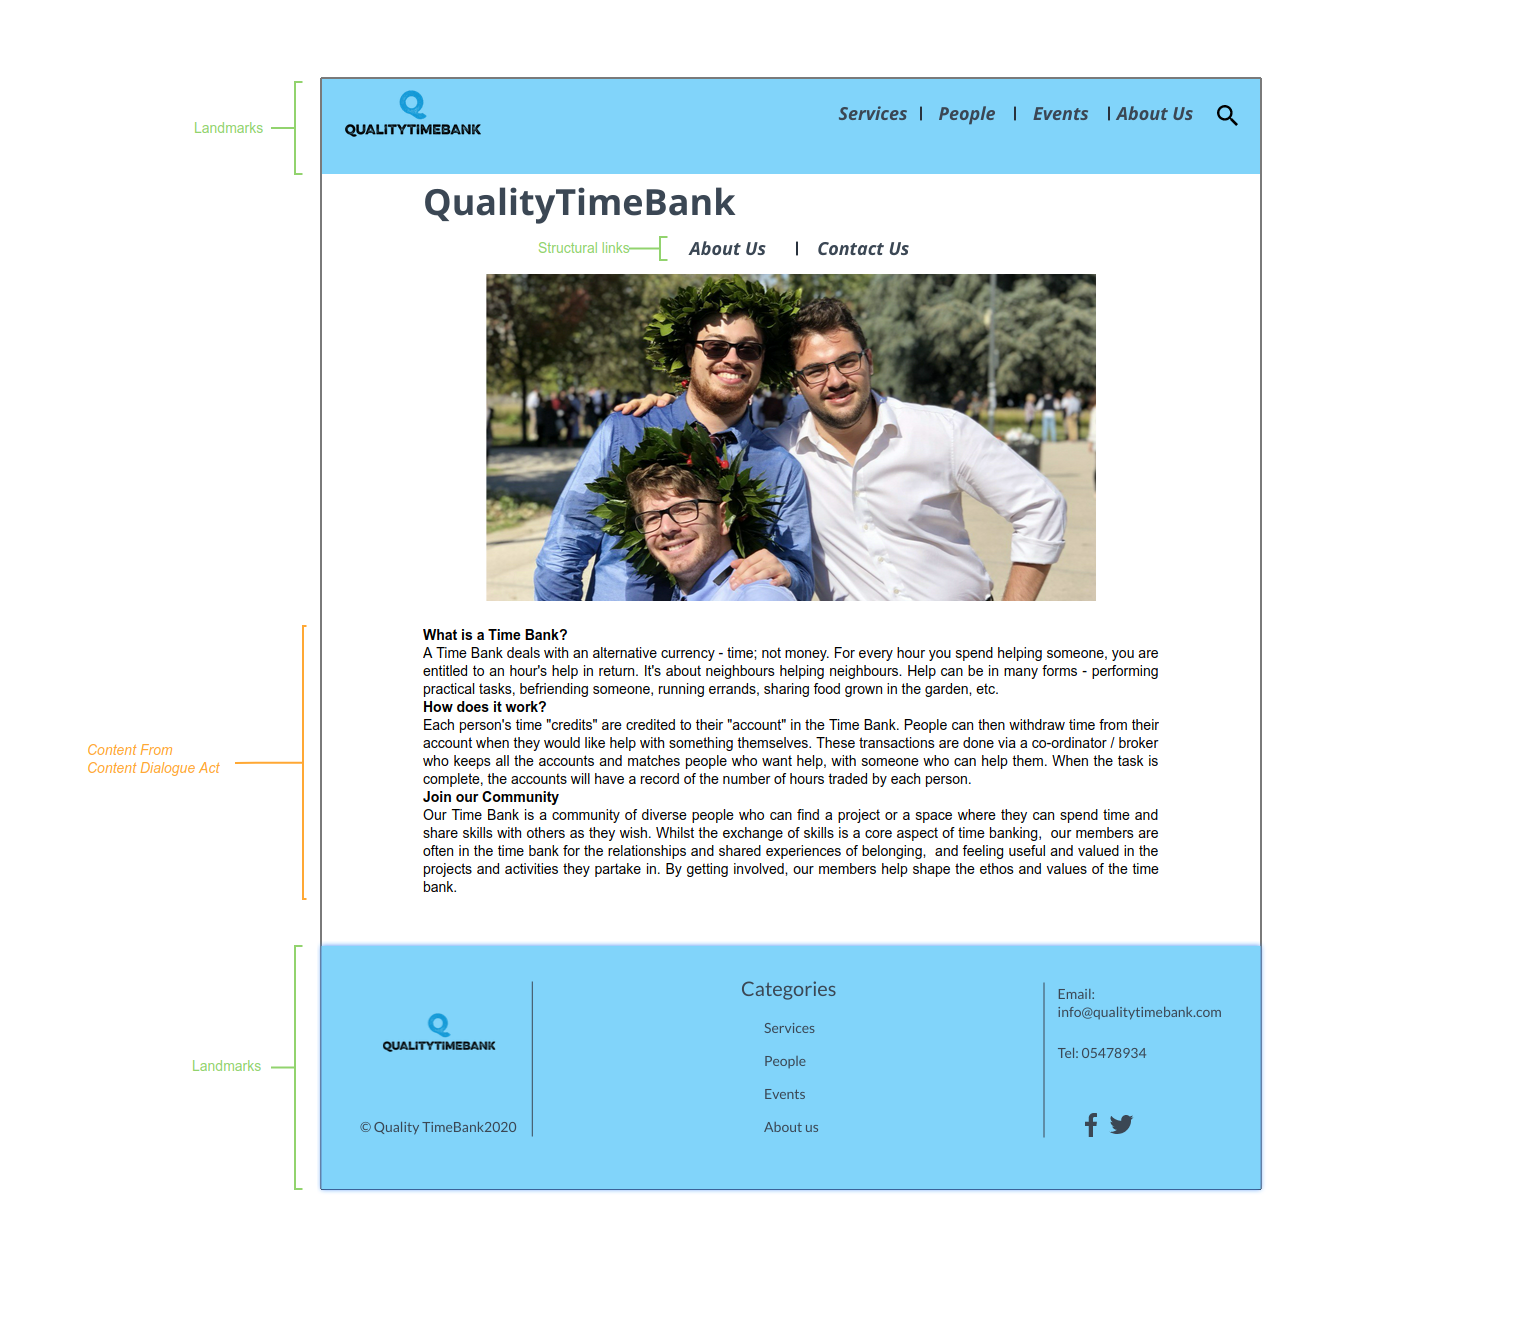 Landmarks
QUALITYTIMEBANK
Services | People | Events | About Us
QualityTimeBank
Structural links
About Us | Contact Us
What is a Time Bank?
A Time Bank deals with an alternative currency - time; not money. For every hour you spend helping someone, you are
entitled to an hour's help in return. It's about neighbours helping neighbours. Help can be in many forms - performing
practical tasks, befriending someone, running errands, sharing food grown in the garden, etc.
How does it work?
Each person's time "credits" are credited to their "account" in the Time Bank. People can then withdraw time from their
account when they would like help with something themselves. These transactions are done via a co-ordinator / broker
who keeps all the accounts and matches people who want help, with someone who can help them. When the task is
complete, the accounts will have a record of the number of hours traded by each person.
Join our Community
Our Time Bank is a community of diverse people who can find a project or a space where they can spend time and
share skills with others as they wish. Whilst the exchange of skills is a core aspect of time banking,  our members are
often in the time bank for the relationships and shared experiences of belonging,  and feeling useful and valued in the
projects and activities they partake in. By getting involved, our members help shape the ethos and values of the time
bank.
Content From
Content Dialogue Act
Landmarks
QUALITYTIMEBANK
© Quality TimeBank2020
Categories
Services
People
Events
About us
Email:
info@qualitytimebank.com
Tel: 05478934